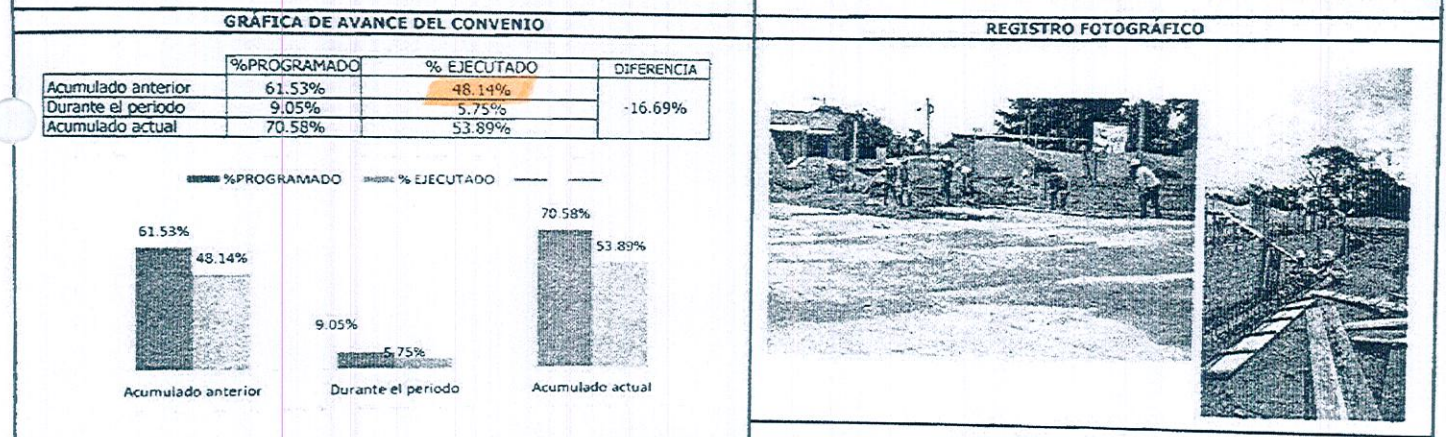 GRÁFICA DE AVANCE DEL CONVENIO
%PROGRAMADO % EJECUTADO DIFERENCIA
Acumulado anterior 61.53% 48.14%
Durante el periodo 9.05% 5.75% -16.69%
Acumulado actual 70.58% 53.89%
%PROGRAMADO % EJECUTADO
61.53%
48.14%
9.05%
5.75%
70.58%
53.89%
Acumulado anterior Durante el periodo Acumulado actual
REGISTRO FOTOGRÁFICO